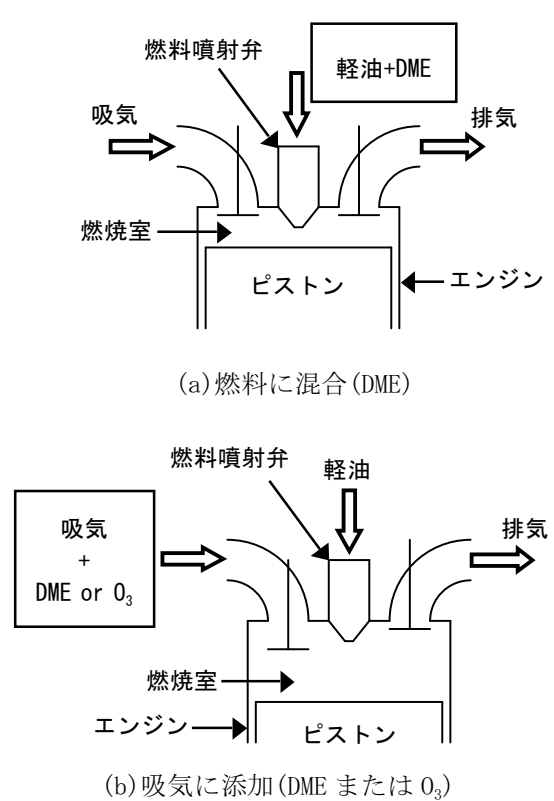 燃料噴射弁
軽油+DME
吸気
排気
燃焼室
ピストン
エンジン
(a)燃料に混合(DME)
燃料噴射弁
軽油
吸気
+
DME or O₃
排気
燃焼室
エンジン
ピストン
(b)吸気に添加(DME または O₃)